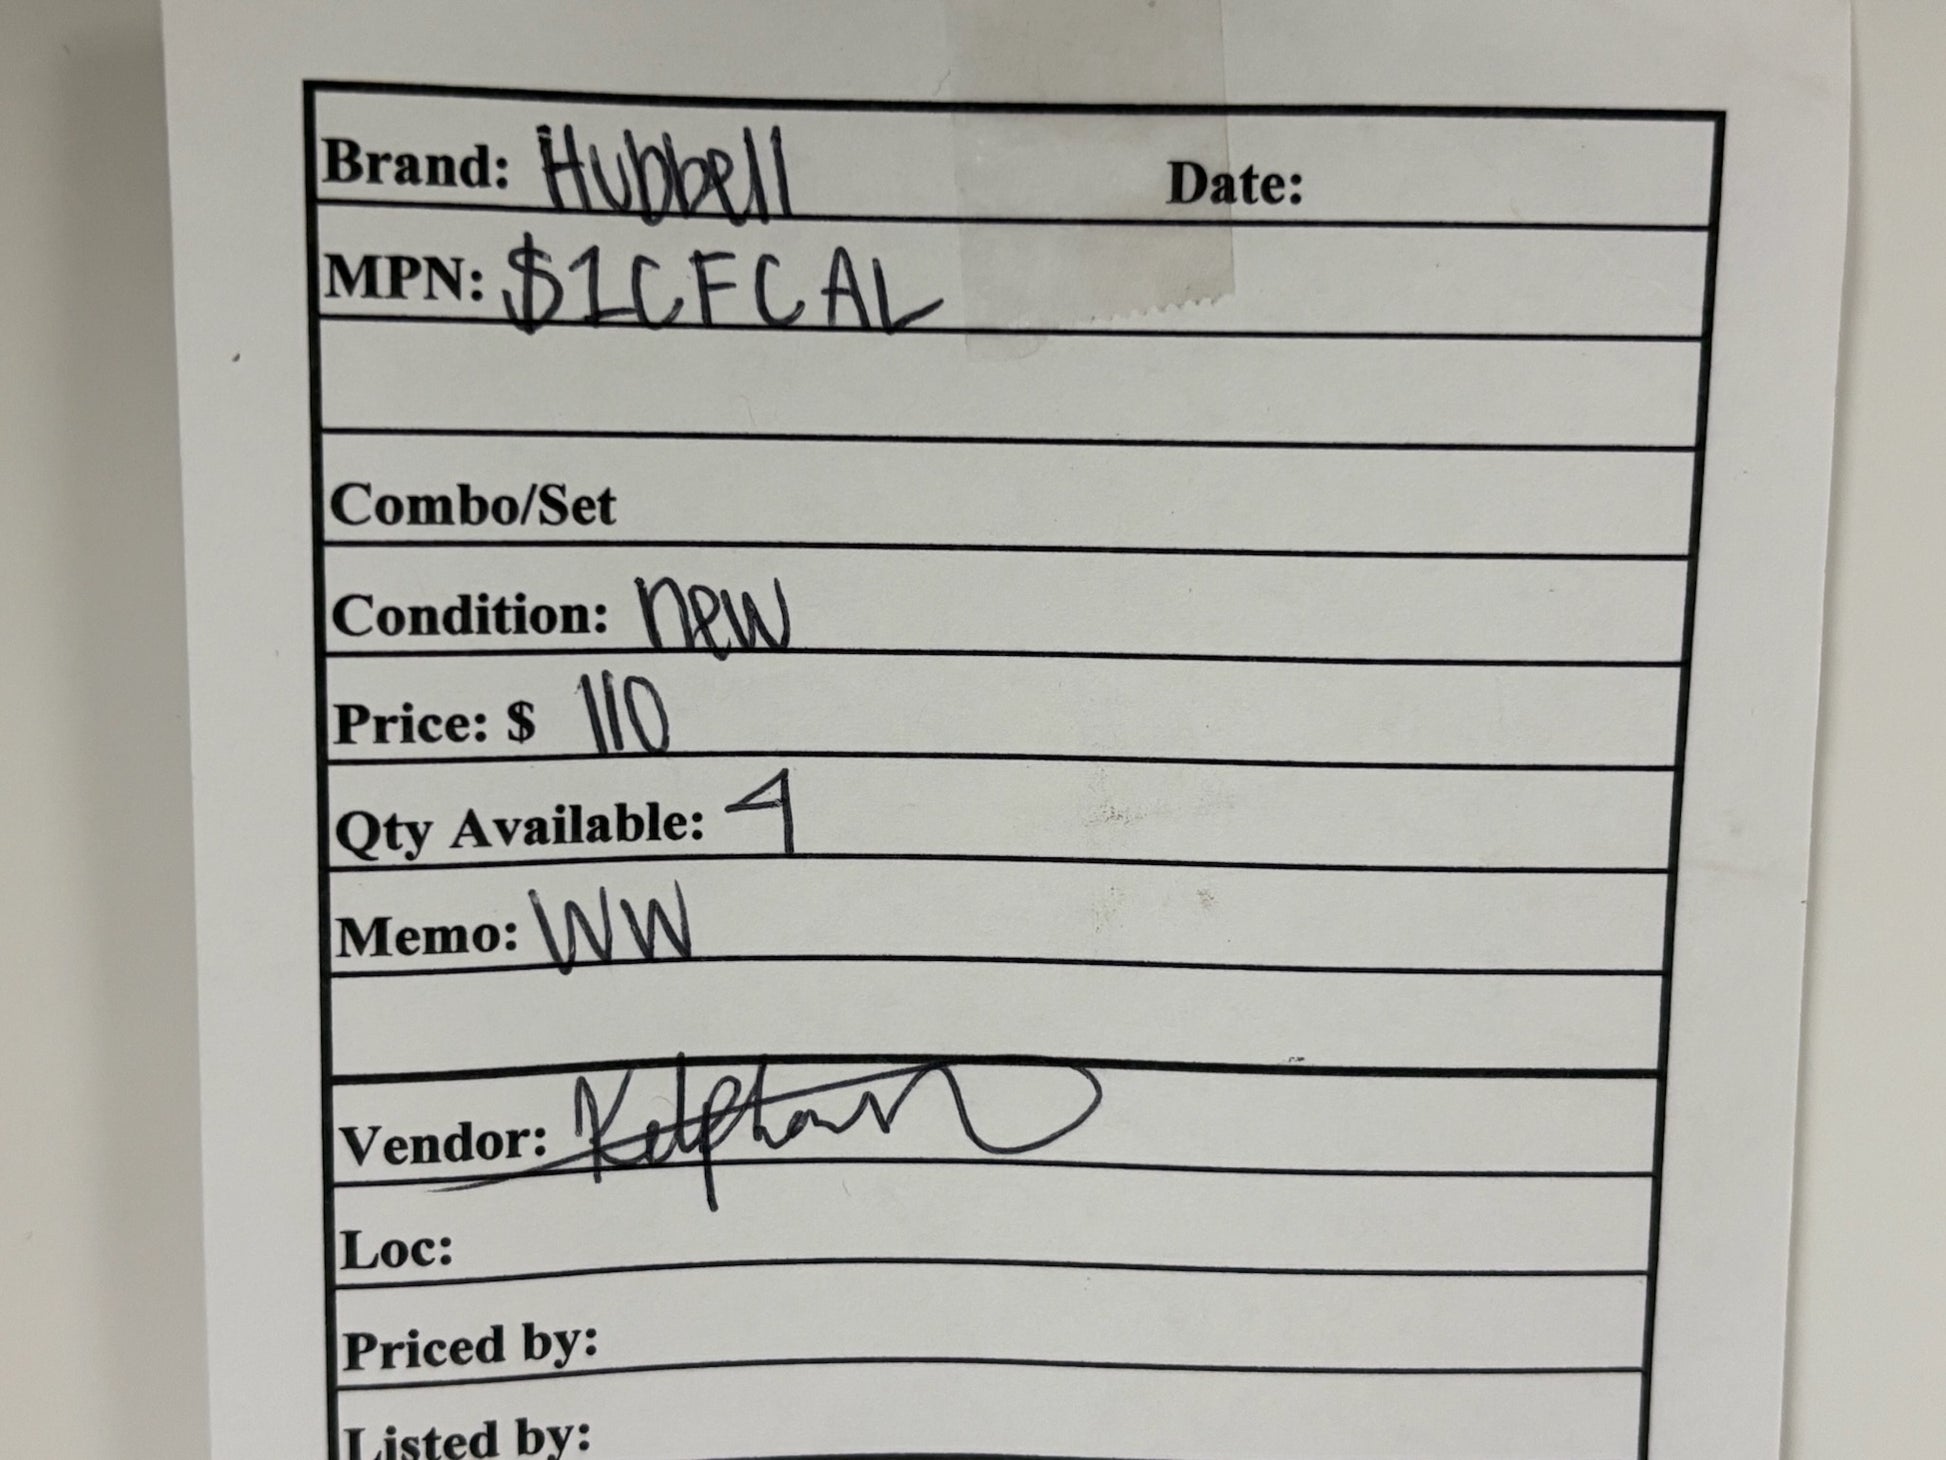 Brand: Hubbell Date:
MPN: $1CFCAL
Combo/Set
Condition: new
Price: $ 110
Qty Available: 4
Memo: WW
Vendor:
Loc:
Priced by:
Listed by: